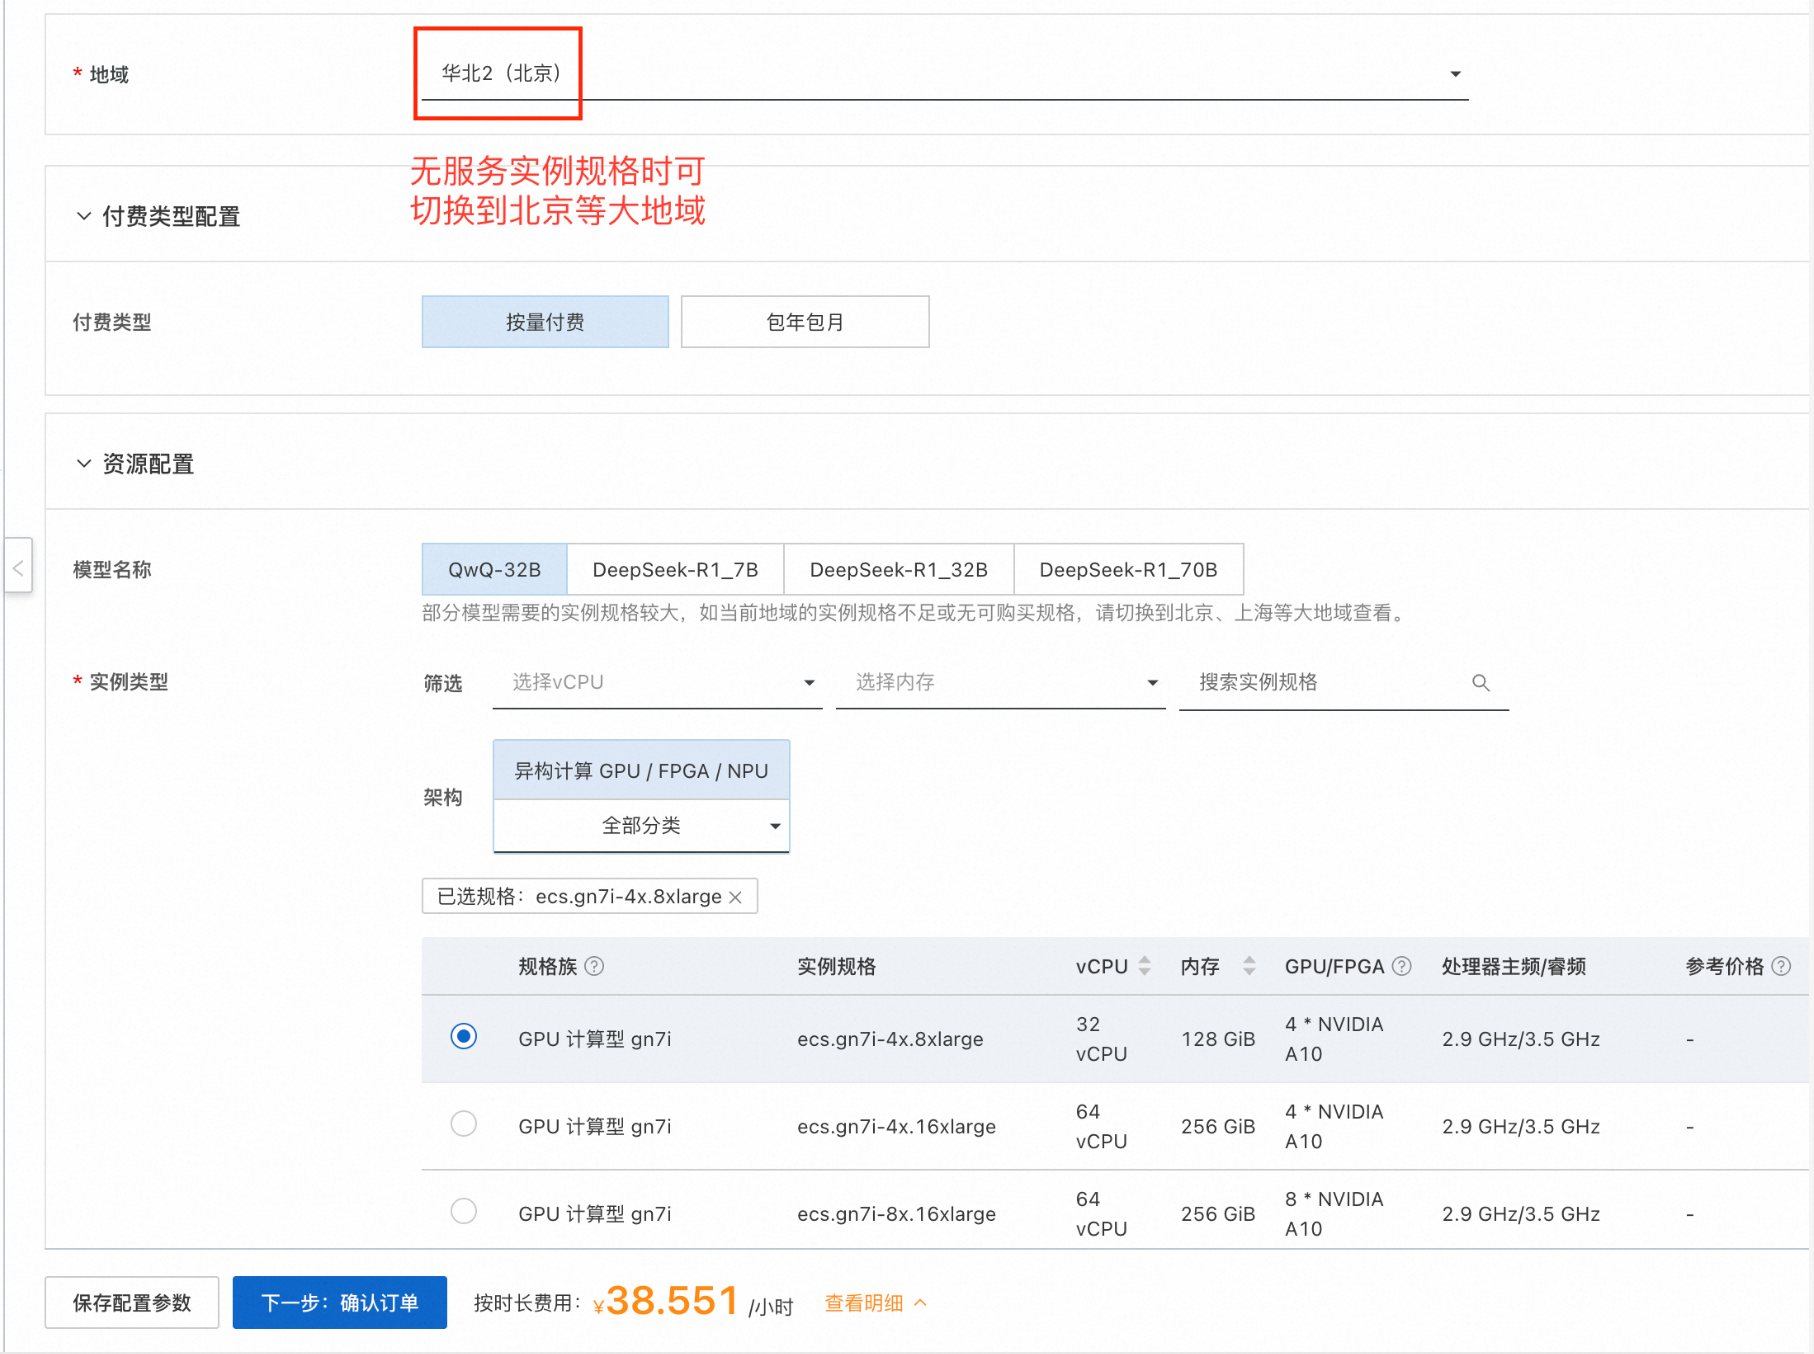 * 地域
华北2（北京）
无服务实例规格时可
切换到北京等大地域
付费类型配置
付费类型
按量付费
包年包月
资源配置
模型名称
QwQ-32B
DeepSeek-R1_7B
DeepSeek-R1_32B
DeepSeek-R1_70B
部分模型需要的实例规格较大，如当前地域的实例规格不足或无可购买规格，请切换到北京、上海等大地域查看。
* 实例类型
筛选
选择vCPU
选择内存
搜索实例规格
架构
异构计算 GPU / FPGA / NPU
全部分类
已选规格：ecs.gn7i-4x.8xlarge ×
规格族 ?
实例规格
vCPU
内存
GPU/FPGA ?
处理器主频/睿频
参考价格 ?
GPU 计算型 gn7i
ecs.gn7i-4x.8xlarge
32
vCPU
128 GiB
4 * NVIDIA
A10
2.9 GHz/3.5 GHz
-
GPU 计算型 gn7i
ecs.gn7i-4x.16xlarge
64
vCPU
256 GiB
4 * NVIDIA
A10
2.9 GHz/3.5 GHz
-
GPU 计算型 gn7i
ecs.gn7i-8x.16xlarge
64
vCPU
256 GiB
8 * NVIDIA
A10
2.9 GHz/3.5 GHz
-
保存配置参数
下一步：确认订单
按时长费用：¥38.551 /小时
查看明细